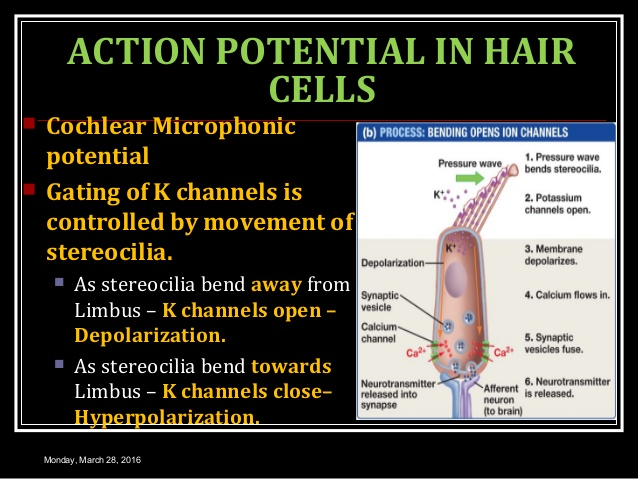 ACTION POTENTIAL IN HAIR
CELLS
Cochlear Microphonic
potential
Gating of K channels is
controlled by movement of
stereocilia.
As stereocilia bend away from
Limbus – K channels open –
Depolarization.
As stereocilia bend towards
Limbus – K channels close–
Hyperpolarization.
(b) PROCESS: BENDING OPENS ION CHANNELS
Pressure wave
K+
K+
Depolarization
Synaptic
vesicle
Calcium
channel
Ca2+
Ca2+
Neurotransmitter
released into
synapse
Afferent
neuron
(to brain)
1. Pressure wave
bends stereocilia.
2. Potassium
channels open.
3. Membrane
depolarizes.
4. Calcium flows in.
5. Synaptic
vesicles fuse.
6. Neurotransmitter
is released.
Monday, March 28, 2016